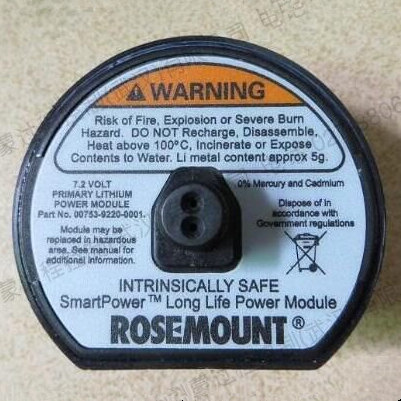 ⚠ WARNING
Risk of Fire, Explosion or Severe Burn
Hazard. DO NOT Recharge, Disassemble,
Heat above 100°C, Incinerate or Expose
Contents to Water. Li metal content approx 5g.
7.2 VOLT
PRIMARY LITHIUM
POWER MODULE
Part No. 00753-9220-0001.
Module may be
replaced in hazardous
area. See manual for
additional information.
0% Mercury and Cadmium
Dispose of in
accordance with
Government regulations
INTRINSICALLY SAFE
SmartPower™ Long Life Power Module
ROSEMOUNT®